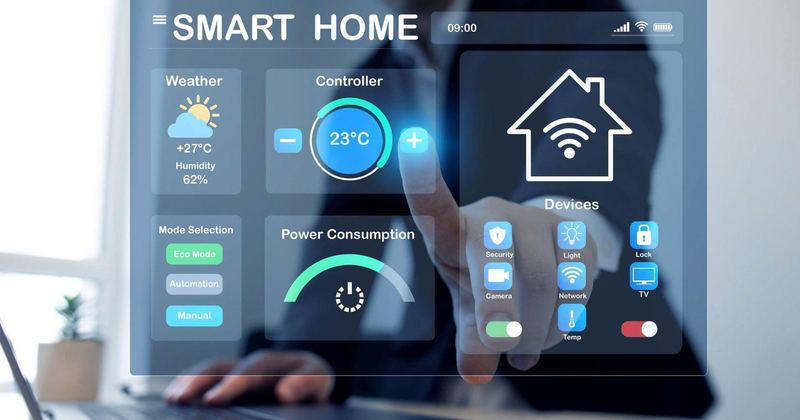 SMART HOME
09:00
Weather
+27°C
Humidity
62%
Controller
23°C
Mode Selection
Eco Mode
Automation
Manual
Power Consumption
Devices
Security
Light
Lock
Camera
Network
TV
Temp